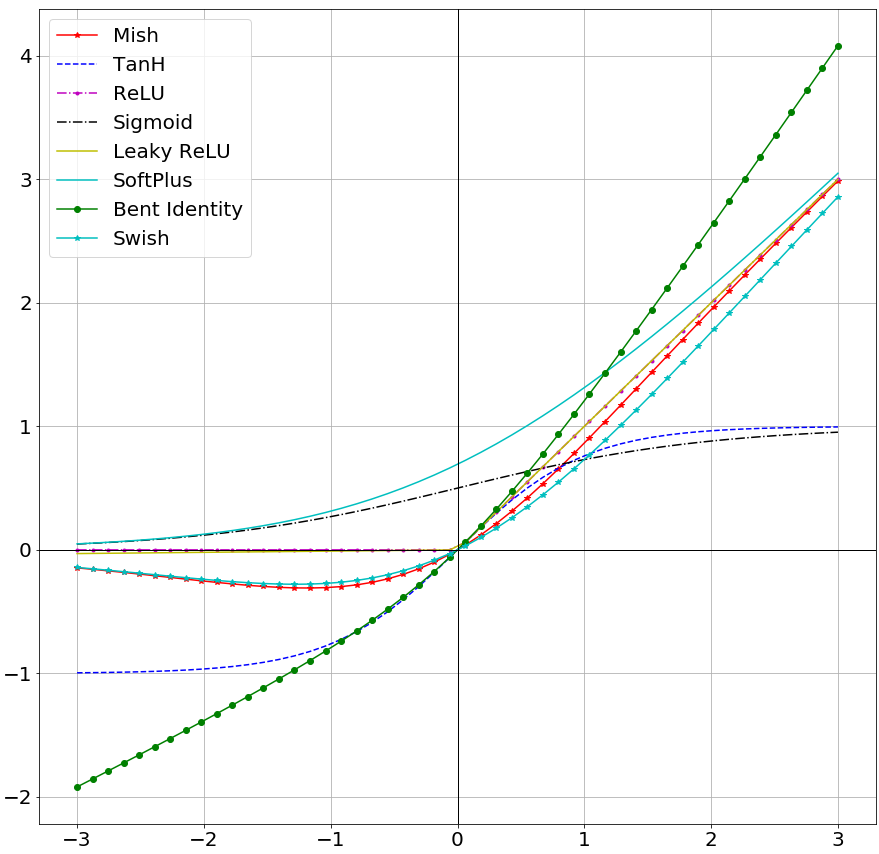 Mish
TanH
ReLU
Sigmoid
Leaky ReLU
SoftPlus
Bent Identity
Swish
4
3
2
1
0
−1
−2
−3 −2 −1 0 1 2 3